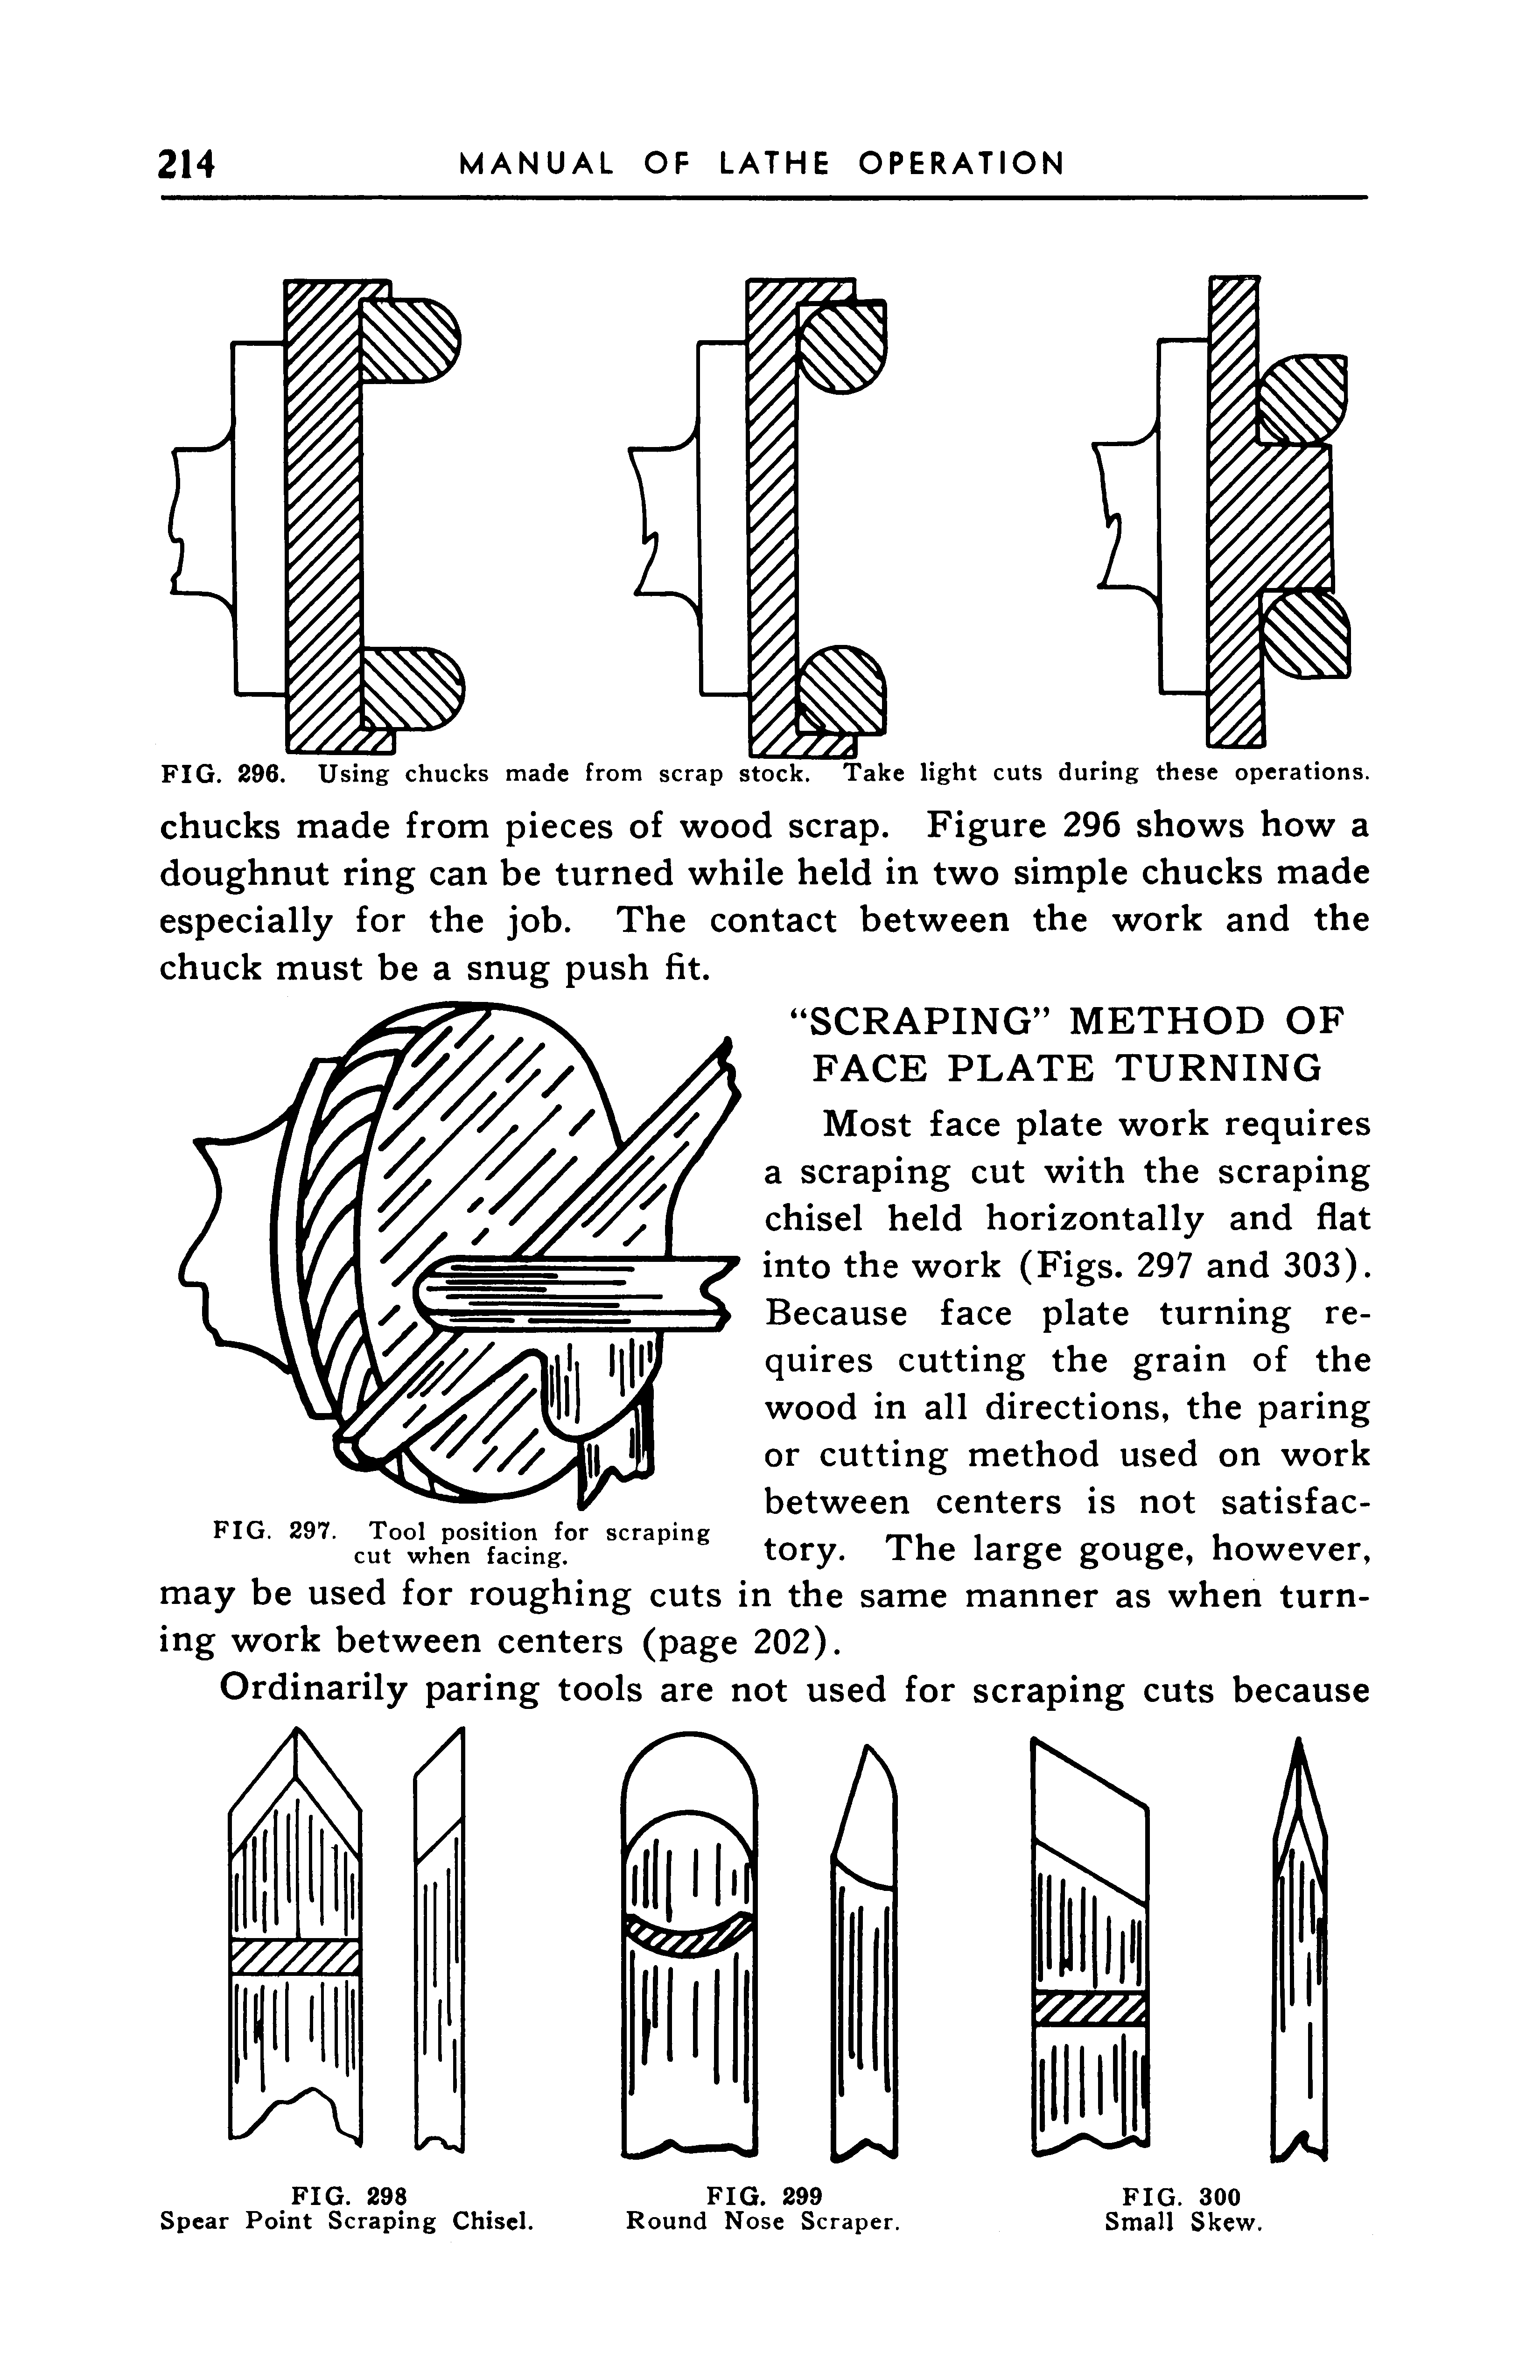 214 MANUAL OF LATHE OPERATION
FIG. 296. Using chucks made from scrap stock. Take light cuts during these operations.
chucks made from pieces of wood scrap. Figure 296 shows how a
doughnut ring can be turned while held in two simple chucks made
especially for the job. The contact between the work and the
chuck must be a snug push fit.
“SCRAPING” METHOD OF
FACE PLATE TURNING
Most face plate work requires
a scraping cut with the scraping
chisel held horizontally and flat
into the work (Figs. 297 and 303).
Because face plate turning re-
quires cutting the grain of the
wood in all directions, the paring
or cutting method used on work
between centers is not satisfac-
tory. The large gouge, however,
FIG. 297. Tool position for scraping
cut when facing.
may be used for roughing cuts in the same manner as when turn-
ing work between centers (page 202).
Ordinarily paring tools are not used for scraping cuts because
FIG. 298
Spear Point Scraping Chisel.
FIG. 299
Round Nose Scraper.
FIG. 300
Small Skew.